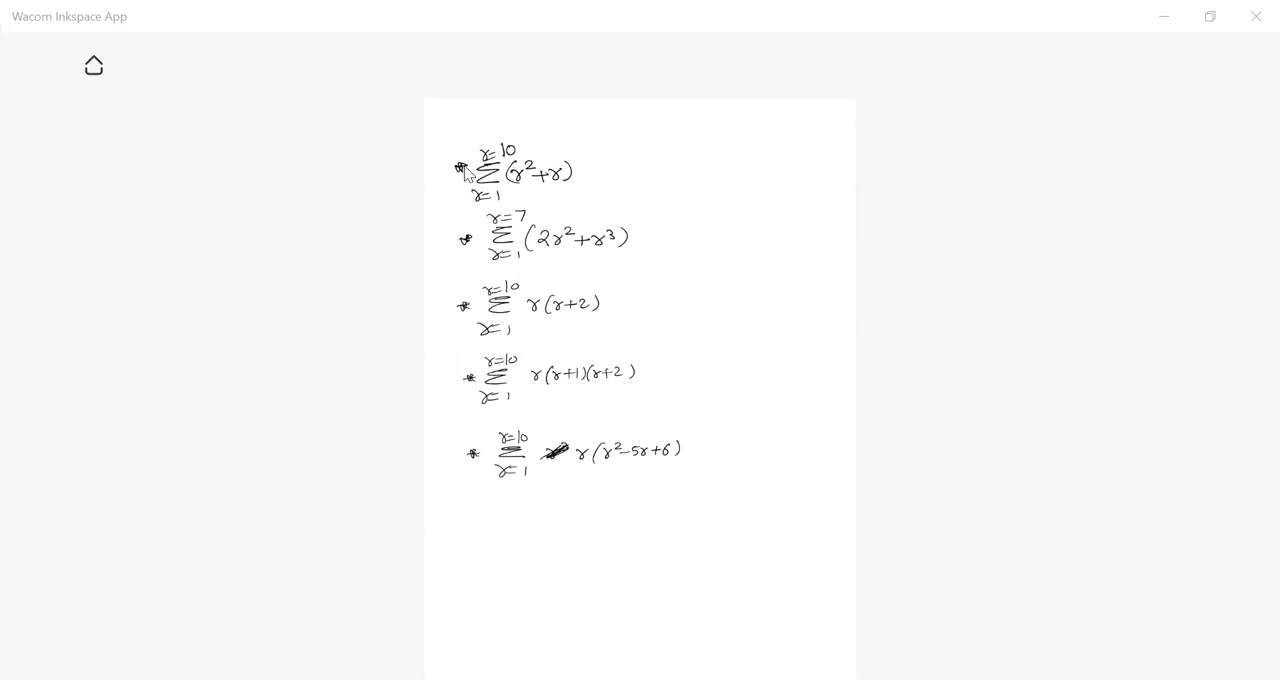 Wacom Inkspace App
* ∑_{r=1}^{r=10} (r²+r)
* ∑_{r=1}^{r=7} (2r²+r³)
* ∑_{r=1}^{r=10} r(r+2)
* ∑_{r=1}^{r=10} r(r+1)(r+2)
* ∑_{r=1}^{r=10} r(r²-5r+6)